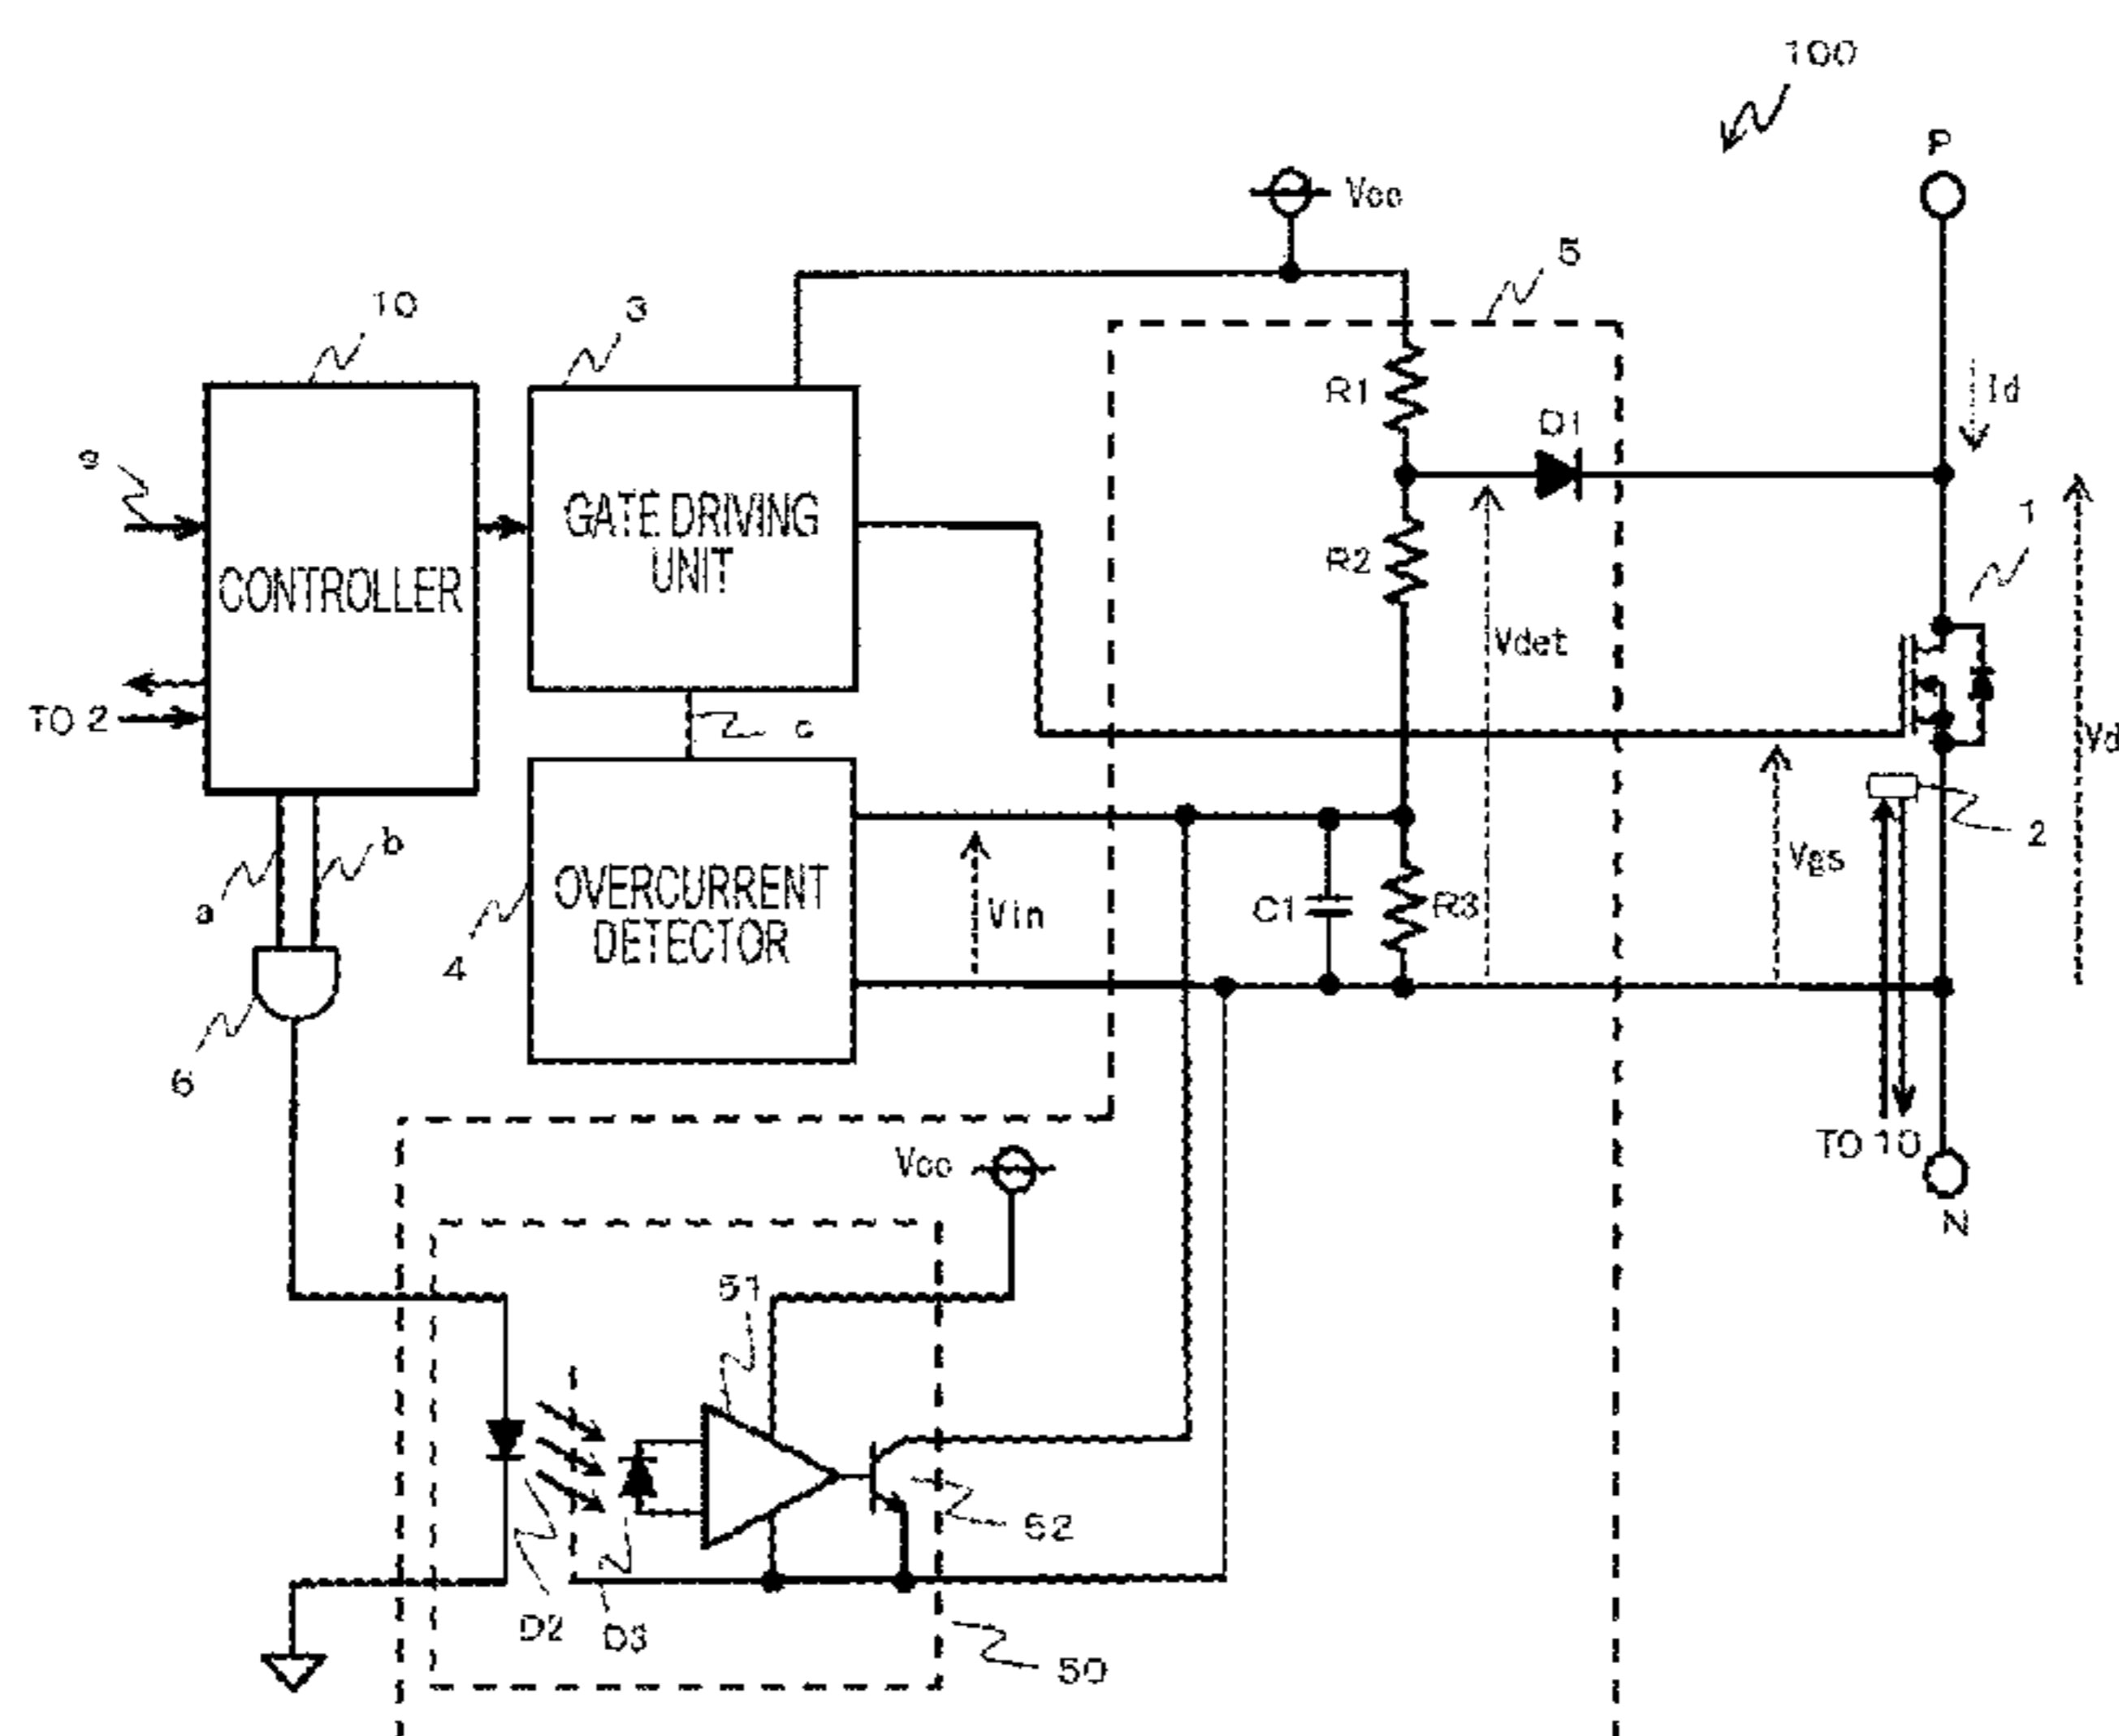 100
P
Vcc
5
10
3
R1
D1
Id
1
GATE DRIVING
UNIT
CONTROLLER
R2
Vdet
TO 2
c
Vd
b
a
OVERCURRENT
DETECTOR
4
Vin
C1
R3
Vgs
2
6
TO 10
N
Vcc
51
52
D2
D3
50